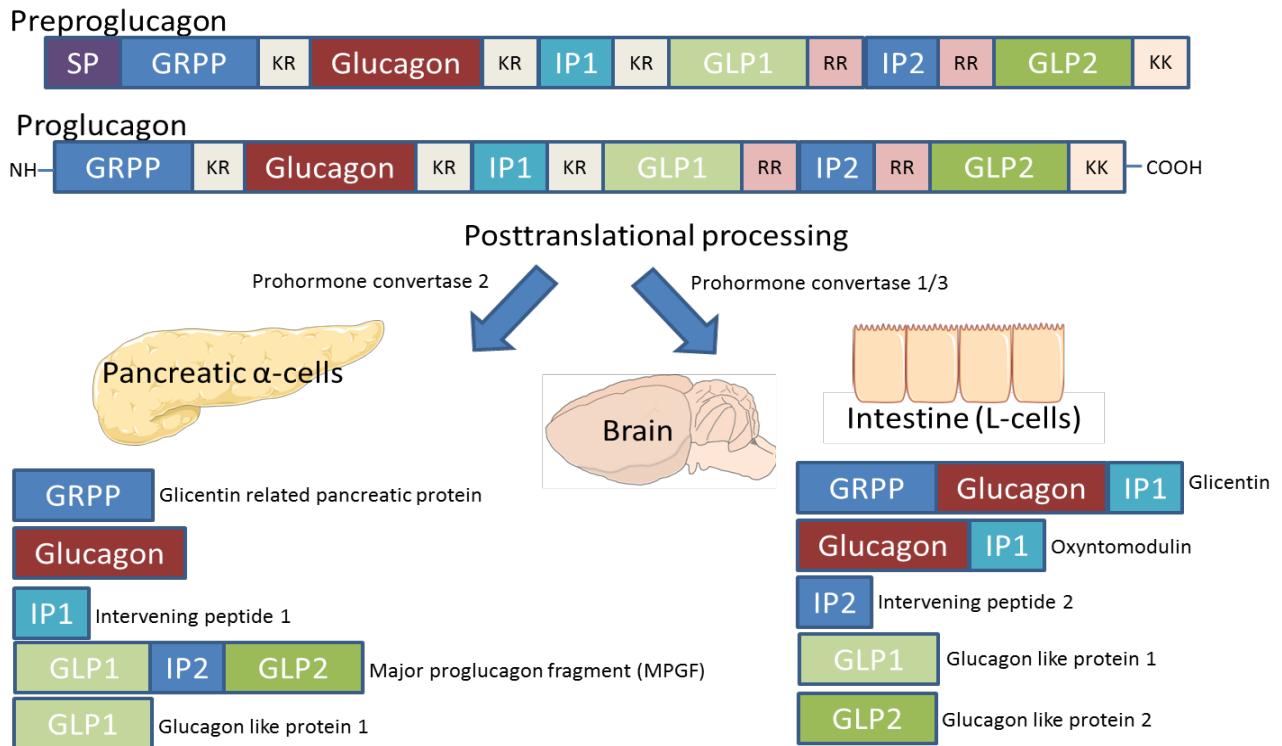 Preproglucagon
SP GRPP KR Glucagon KR IP1 KR GLP1 RR IP2 RR GLP2 KK
Proglucagon
NH GRPP KR Glucagon KR IP1 KR GLP1 RR IP2 RR GLP2 KK COOH
Posttranslational processing
Prohormone convertase 2
Prohormone convertase 1/3
Pancreatic α-cells
Brain
Intestine (L-cells)
GRPP Glicentin related pancreatic protein
Glucagon
IP1 Intervening peptide 1
GLP1 IP2 GLP2 Major proglucagon fragment (MPGF)
GLP1 Glucagon like protein 1
GRPP Glucagon IP1 Glicentin
Glucagon IP1 Oxyntomodulin
IP2 Intervening peptide 2
GLP1 Glucagon like protein 1
GLP2 Glucagon like protein 2